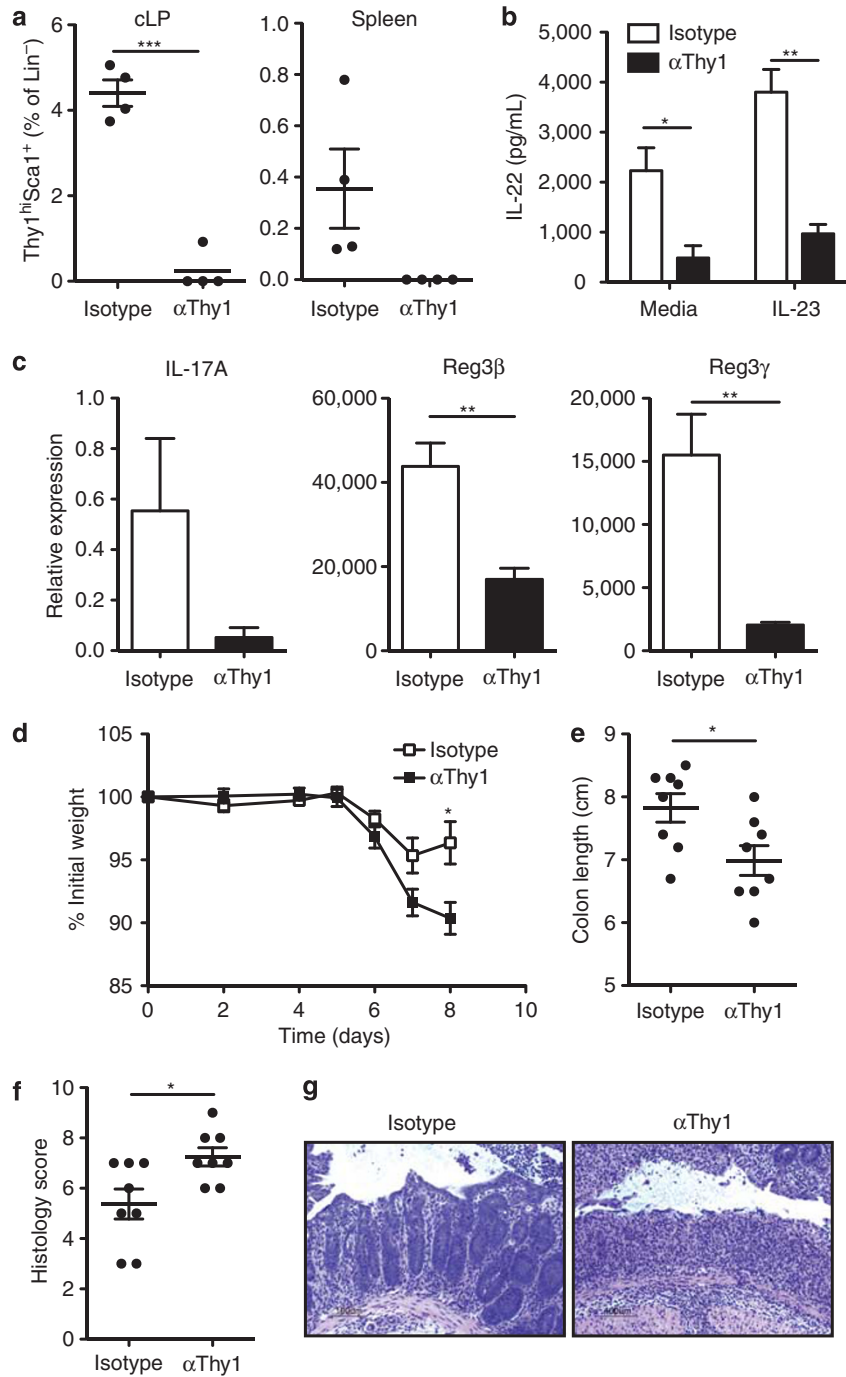 a
cLP
Spleen
Thy1hiSca1+ (% of Lin−)
6
4
2
0
Isotype
αThy1
***
1.0
0.8
0.6
0.4
0.2
0.0
Isotype
αThy1
b
IL-22 (pg/mL)
5,000
4,000
3,000
2,000
1,000
0
Isotype
αThy1
*
**
Media
IL-23
c
IL-17A
Relative expression
1.0
0.8
0.6
0.4
0.2
0.0
Isotype
αThy1
Reg3β
60,000
40,000
20,000
0
**
Isotype
αThy1
Reg3γ
20,000
15,000
10,000
5,000
0
**
Isotype
αThy1
d
% Initial weight
105
100
95
90
85
Isotype
αThy1
*
0
2
4
6
8
10
Time (days)
e
Colon length (cm)
9
8
7
6
5
*
Isotype
αThy1
f
Histology score
10
8
6
4
2
0
*
Isotype
αThy1
g
Isotype
αThy1